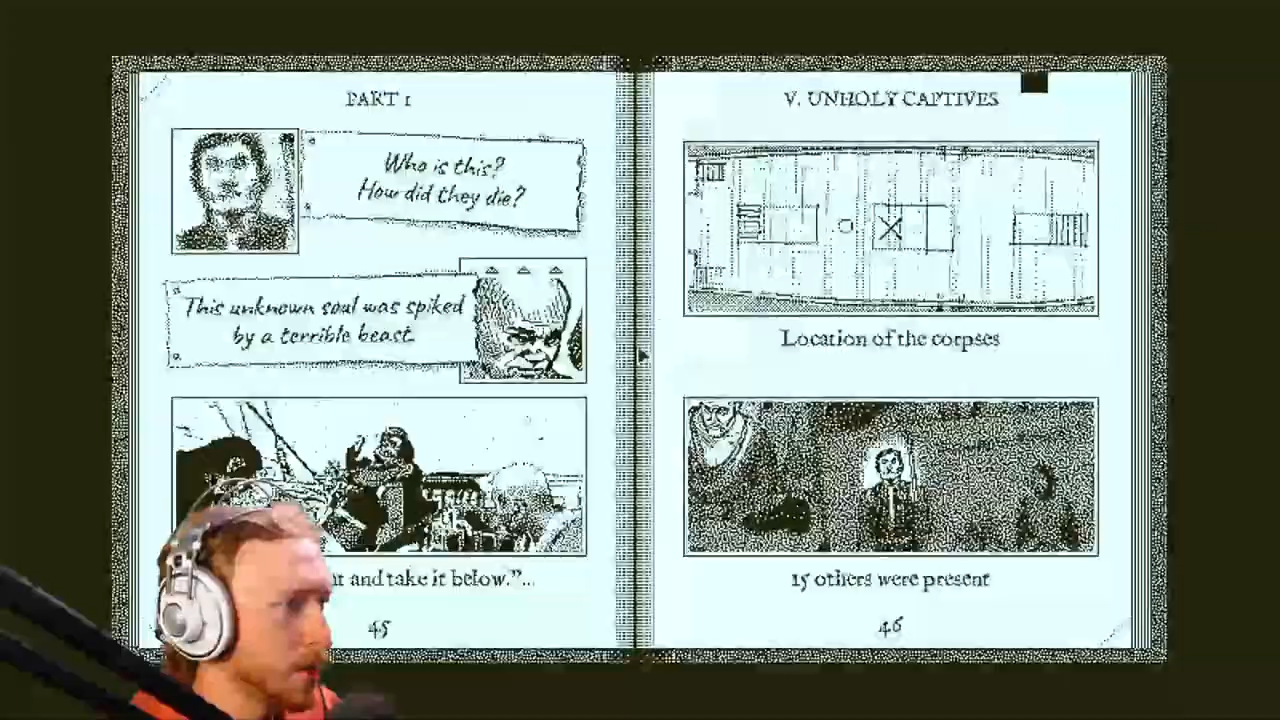 PART 1
Who is this?
How did they die?
This unknown soul was spiked
by a terrible beast.
and take it below."...
45
V. UNHOLY CAPTIVES
Location of the corpses
15 others were present
46